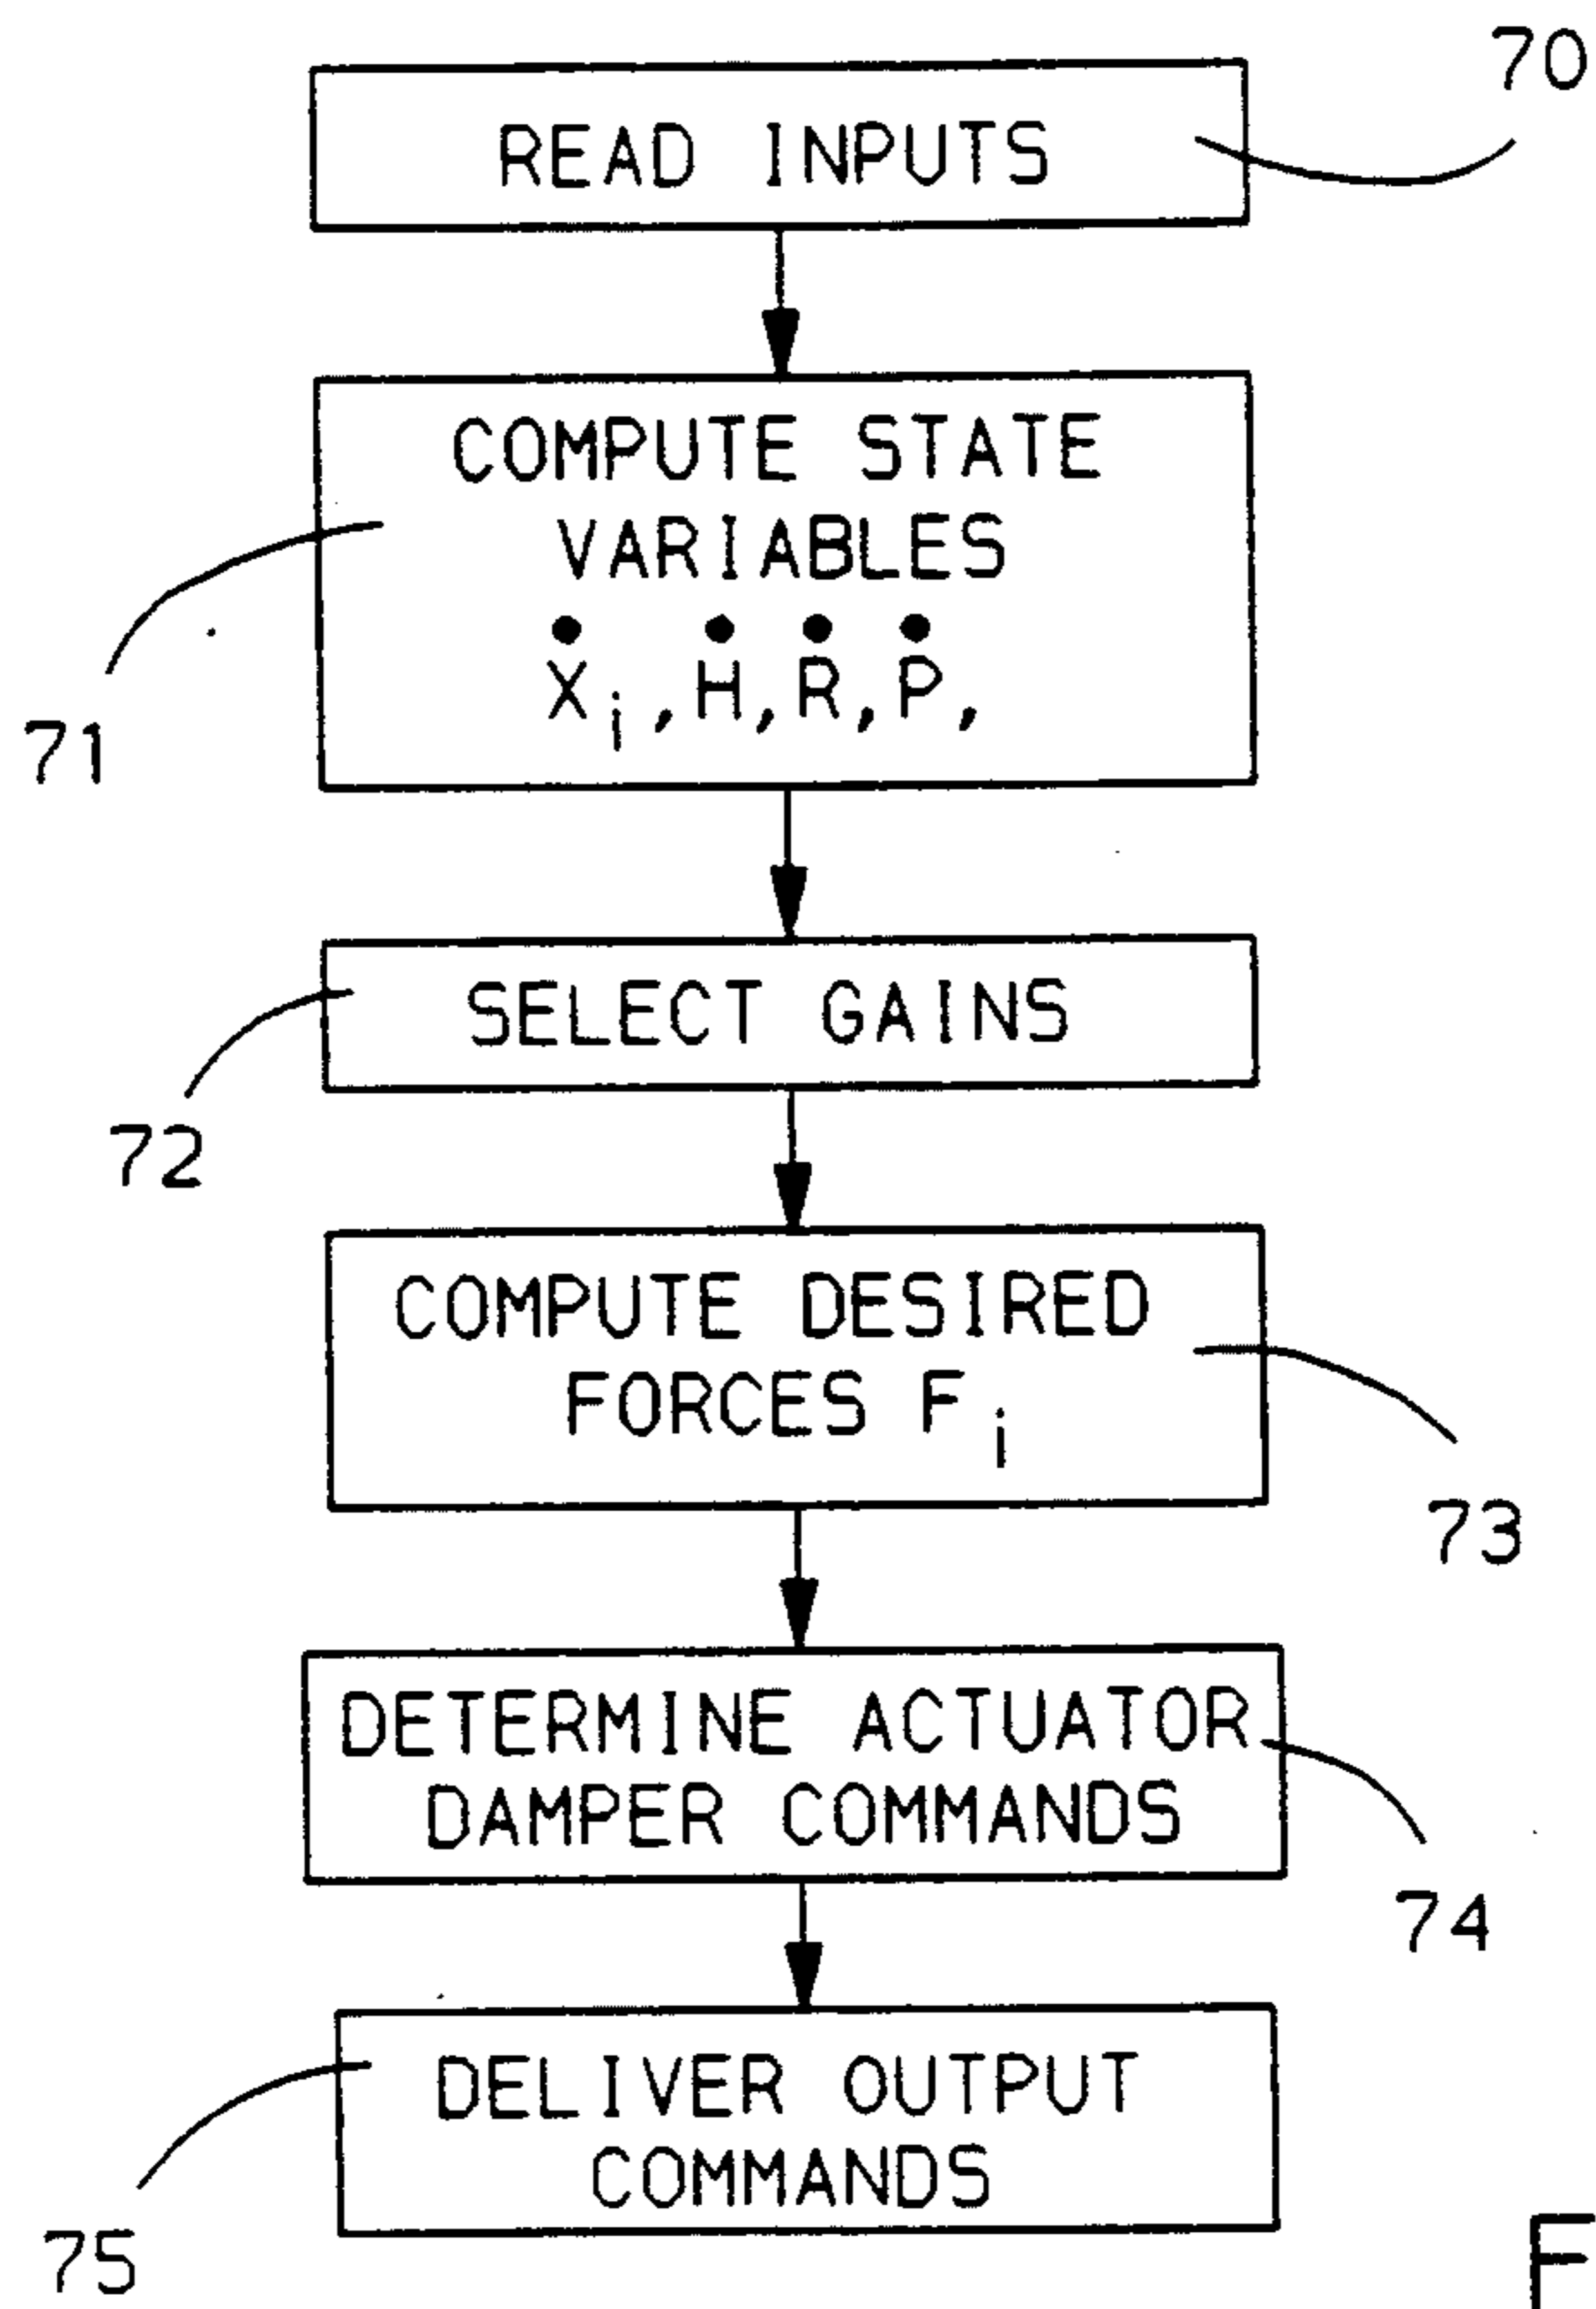 70
READ INPUTS
COMPUTE STATE
VARIABLES
Ẋi, Ḣ, Ṙ, Ṗ,
71
SELECT GAINS
72
COMPUTE DESIRED
FORCES Fi
73
DETERMINE ACTUATOR
DAMPER COMMANDS
74
DELIVER OUTPUT
COMMANDS
75
F